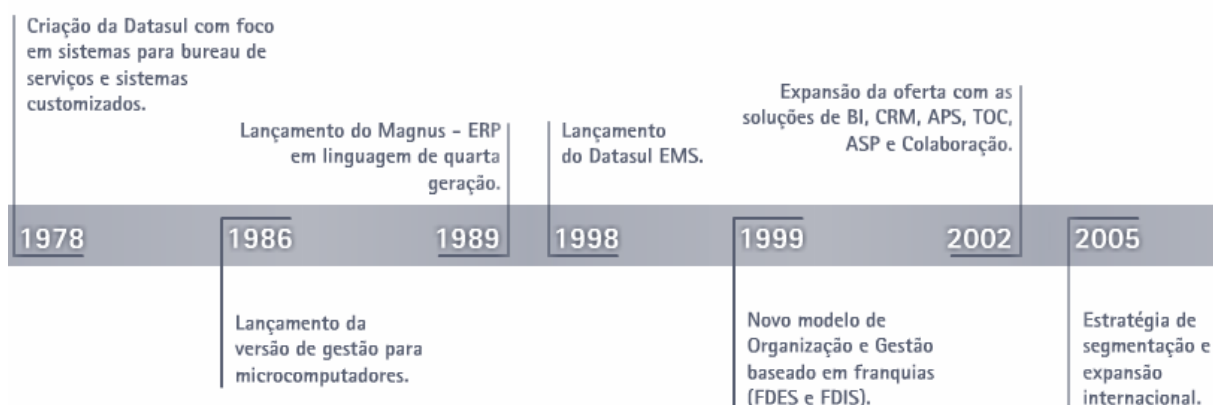 Criação da Datasul com foco
em sistemas para bureau de
serviços e sistemas
customizados.
Lançamento do Magnus - ERP
em linguagem de quarta
geração.
Lançamento
do Datasul EMS.
Expansão da oferta com as
soluções de BI, CRM, APS, TOC,
ASP e Colaboração.
1978
1986
1989
1998
1999
2002
2005
Lançamento da
versão de gestão para
microcomputadores.
Novo modelo de
Organização e Gestão
baseado em franquias
(FDES e FDIS).
Estratégia de
segmentação e
expansão
internacional.